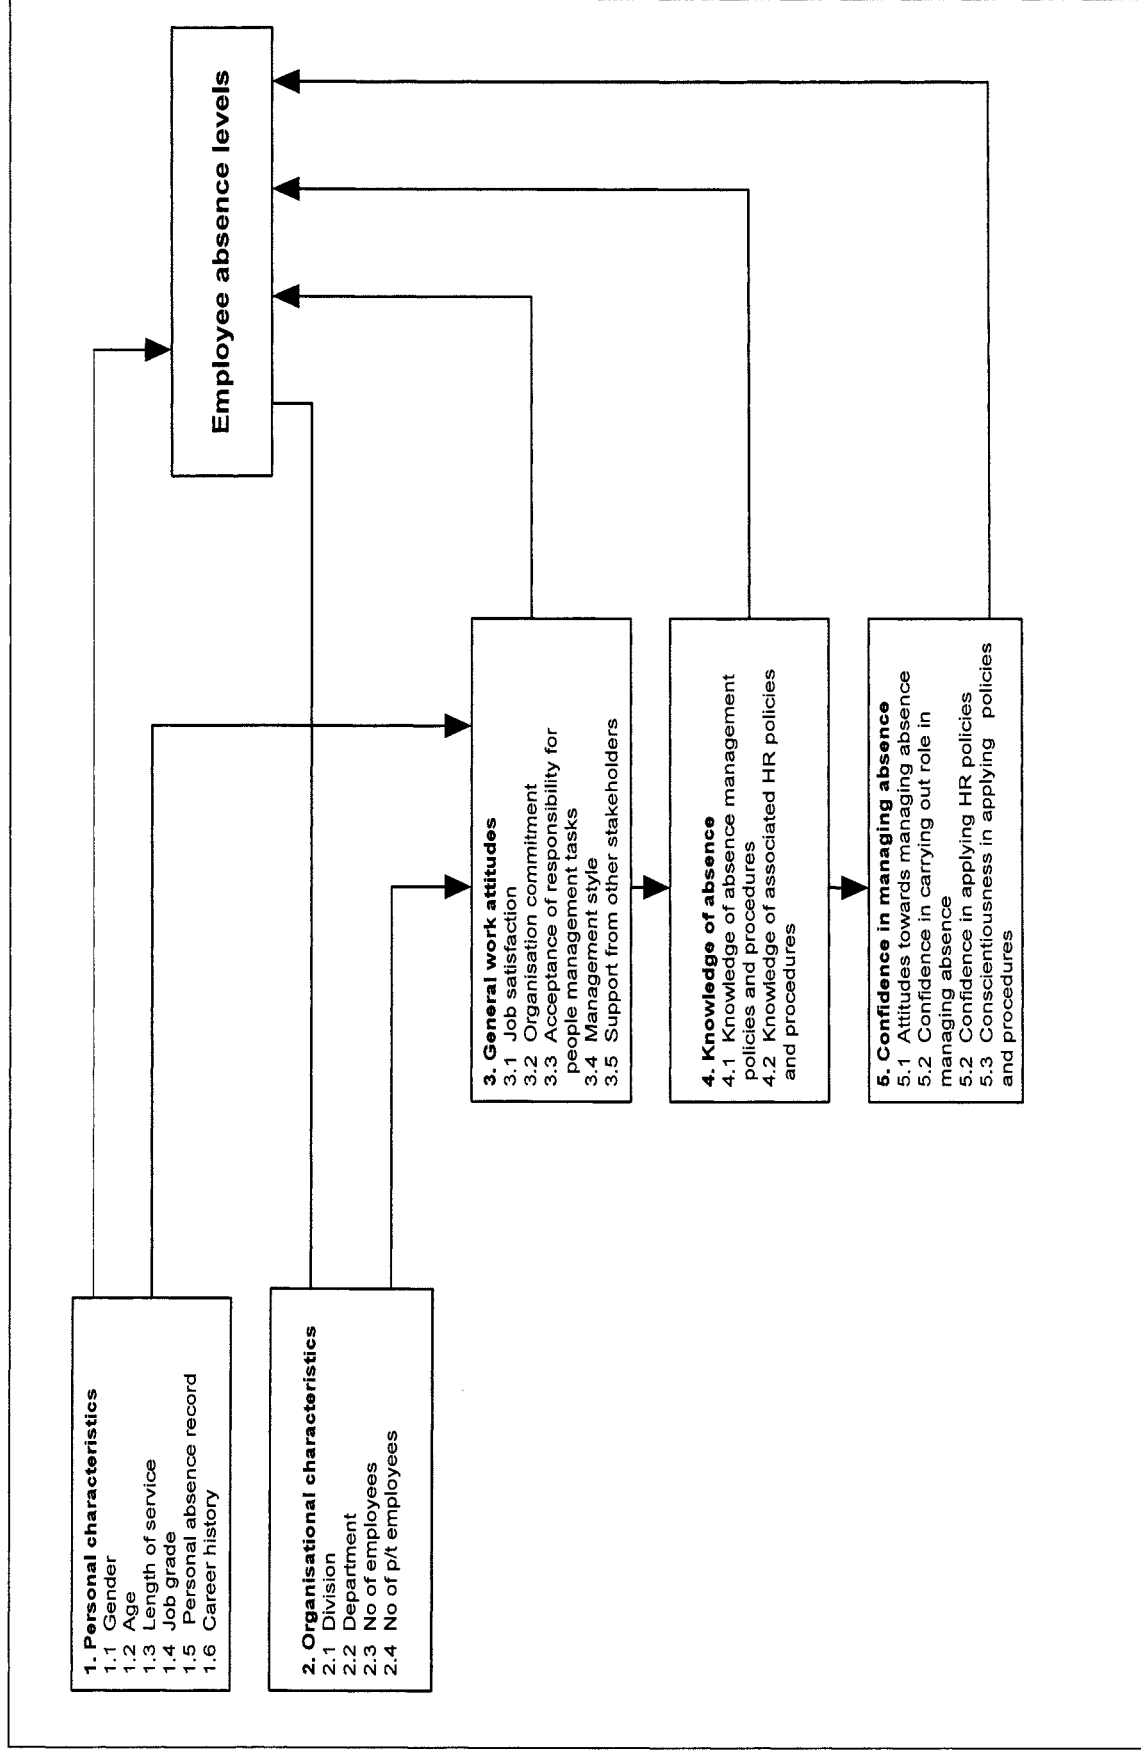 Employee absence levels
1. Personal characteristics
1.1 Gender
1.2 Age
1.3 Length of service
1.4 Job grade
1.5 Personal absence record
1.6 Career history
2. Organisational characteristics
2.1 Division
2.2 Department
2.3 No of employees
2.4 No of p/t employees
3. General work attitudes
3.1 Job satisfaction
3.2 Organisation commitment
3.3 Acceptance of responsibility for
people management tasks
3.4 Management style
3.5 Support from other stakeholders
4. Knowledge of absence
4.1 Knowledge of absence management
policies and procedures
4.2 Knowledge of associated HR policies
and procedures
5. Confidence in managing absence
5.1 Attitudes towards managing absence
5.2 Confidence in carrying out role in
managing absence
5.2 Confidence in applying HR policies
5.3 Conscientiousness in applying policies
and procedures